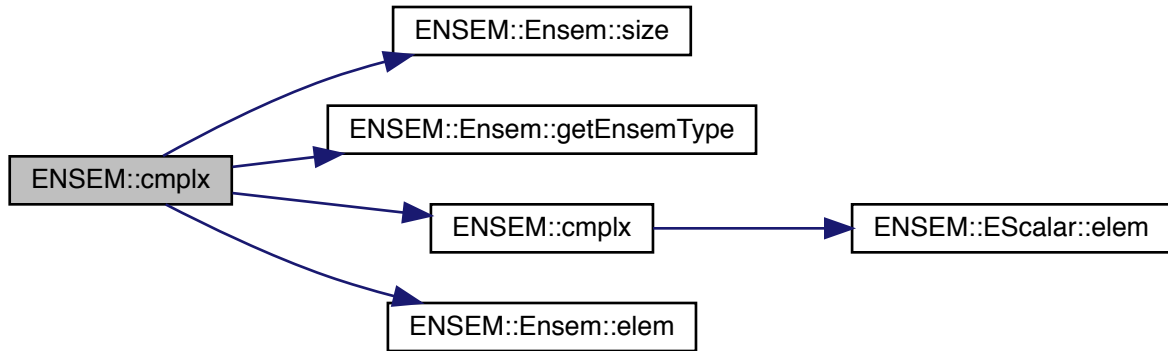 ENSEM::Ensem::size
ENSEM::Ensem::getEnsemType
ENSEM::cmplx
ENSEM::cmplx
ENSEM::EScalar::elem
ENSEM::Ensem::elem